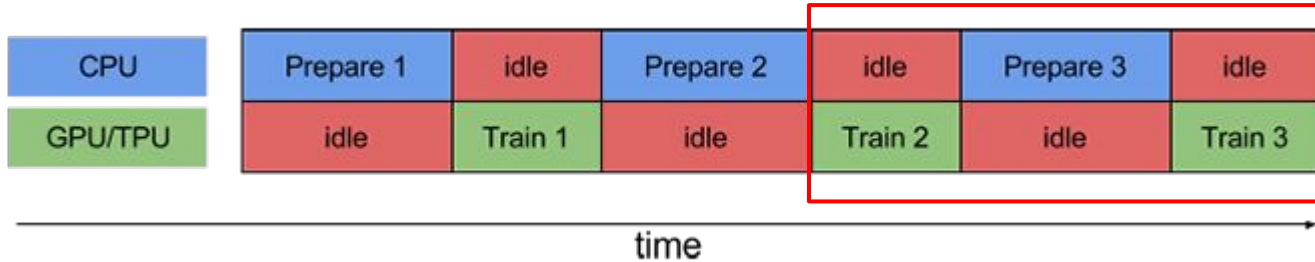 CPU Prepare 1 idle Prepare 2 idle Prepare 3 idle
GPU/TPU idle Train 1 idle Train 2 idle Train 3
time